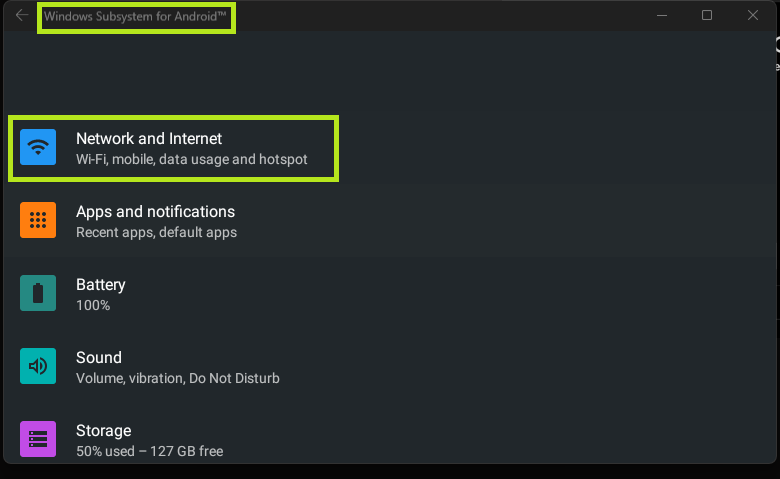 Windows Subsystem for Android™
Network and Internet
Wi-Fi, mobile, data usage and hotspot
Apps and notifications
Recent apps, default apps
Battery
100%
Sound
Volume, vibration, Do Not Disturb
Storage
50% used – 127 GB free